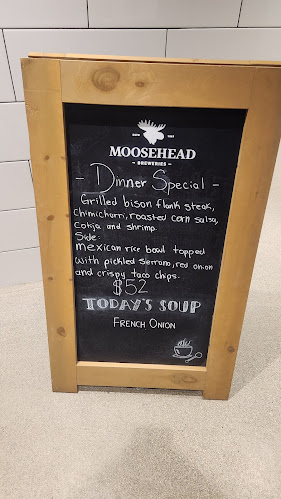 MOOSEHEAD
- BREWERIES -
- Dinner Special -
Grilled bison flank steak,
chimichurri, roasted corn salsa,
Cotija and shrimp.
Side:
mexican rice bowl topped
with pickled sierrano, red onion
and crispy taco chips.
$52
TODAY'S SOUP
FRENCH ONION